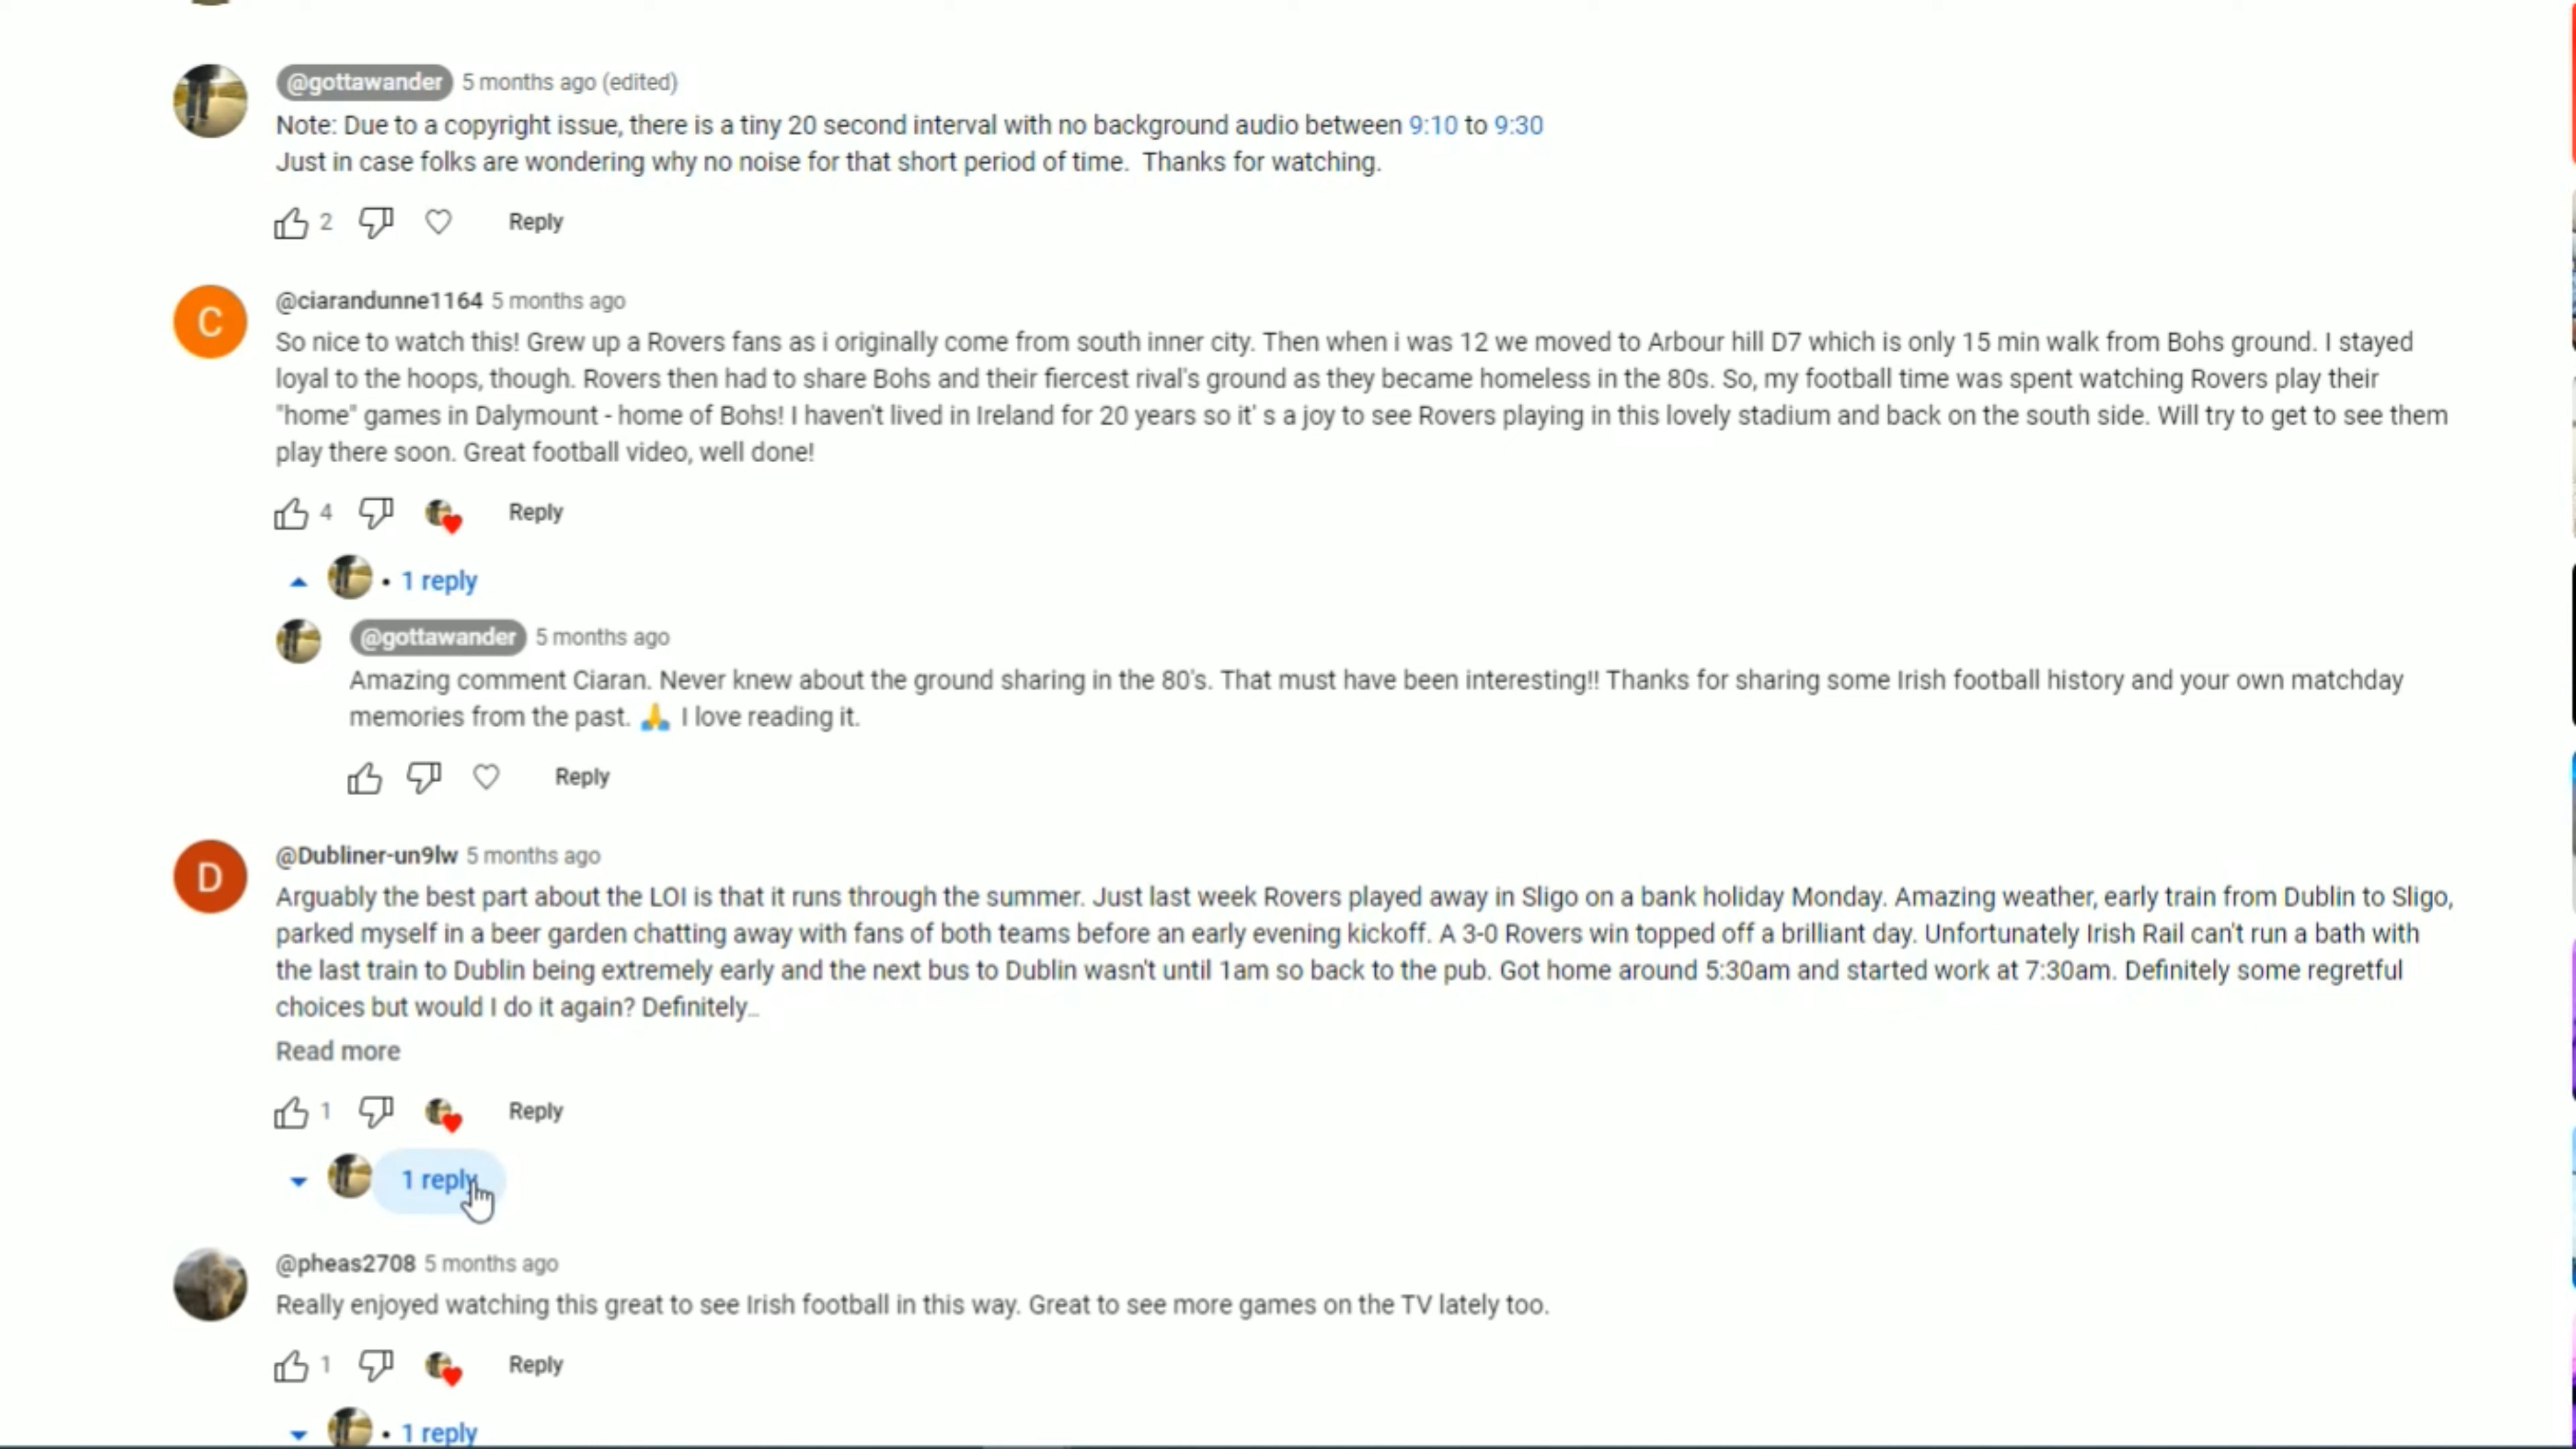 @gottawander 5 months ago (edited)
Note: Due to a copyright issue, there is a tiny 20 second interval with no background audio between 9:10 to 9:30
Just in case folks are wondering why no noise for that short period of time. Thanks for watching.
2 Reply
C
@ciarandunne1164 5 months ago
So nice to watch this! Grew up a Rovers fans as i originally come from south inner city. Then when i was 12 we moved to Arbour hill D7 which is only 15 min walk from Bohs ground. I stayed
loyal to the hoops, though. Rovers then had to share Bohs and their fiercest rival's ground as they became homeless in the 80s. So, my football time was spent watching Rovers play their
"home" games in Dalymount - home of Bohs! I haven't lived in Ireland for 20 years so it' s a joy to see Rovers playing in this lovely stadium and back on the south side. Will try to get to see them
play there soon. Great football video, well done!
4 Reply
• 1 reply
@gottawander 5 months ago
Amazing comment Ciaran. Never knew about the ground sharing in the 80's. That must have been interesting!! Thanks for sharing some Irish football history and your own matchday
memories from the past. 🙏 I love reading it.
Reply
D
@Dubliner-un9lw 5 months ago
Arguably the best part about the LOI is that it runs through the summer. Just last week Rovers played away in Sligo on a bank holiday Monday. Amazing weather, early train from Dublin to Sligo,
parked myself in a beer garden chatting away with fans of both teams before an early evening kickoff. A 3-0 Rovers win topped off a brilliant day. Unfortunately Irish Rail can't run a bath with
the last train to Dublin being extremely early and the next bus to Dublin wasn't until 1am so back to the pub. Got home around 5:30am and started work at 7:30am. Definitely some regretful
choices but would I do it again? Definitely…
Read more
1 Reply
1 reply
@pheas2708 5 months ago
Really enjoyed watching this great to see Irish football in this way. Great to see more games on the TV lately too.
1 Reply
• 1 reply